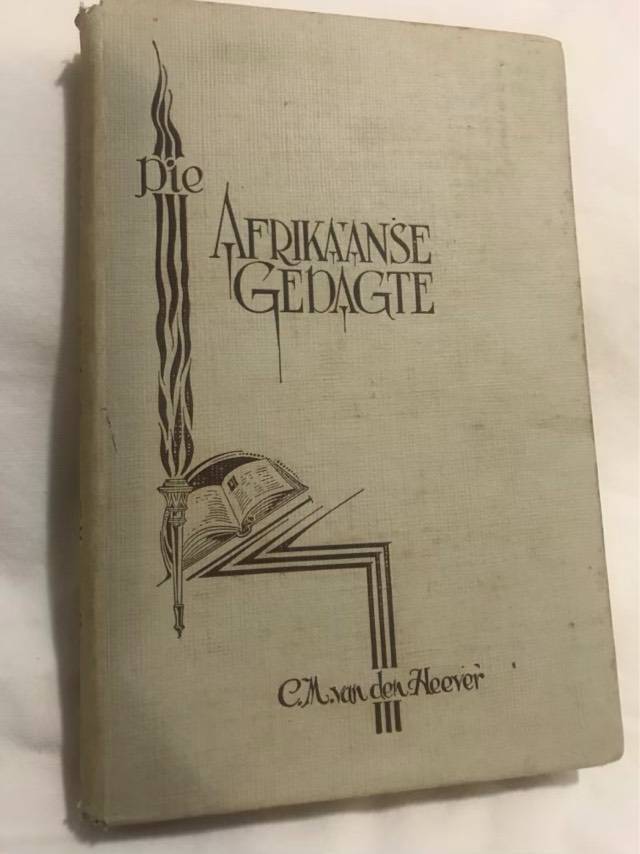 Die
AFRIKAANSE
GEDAGTE
C.M. van den Heever